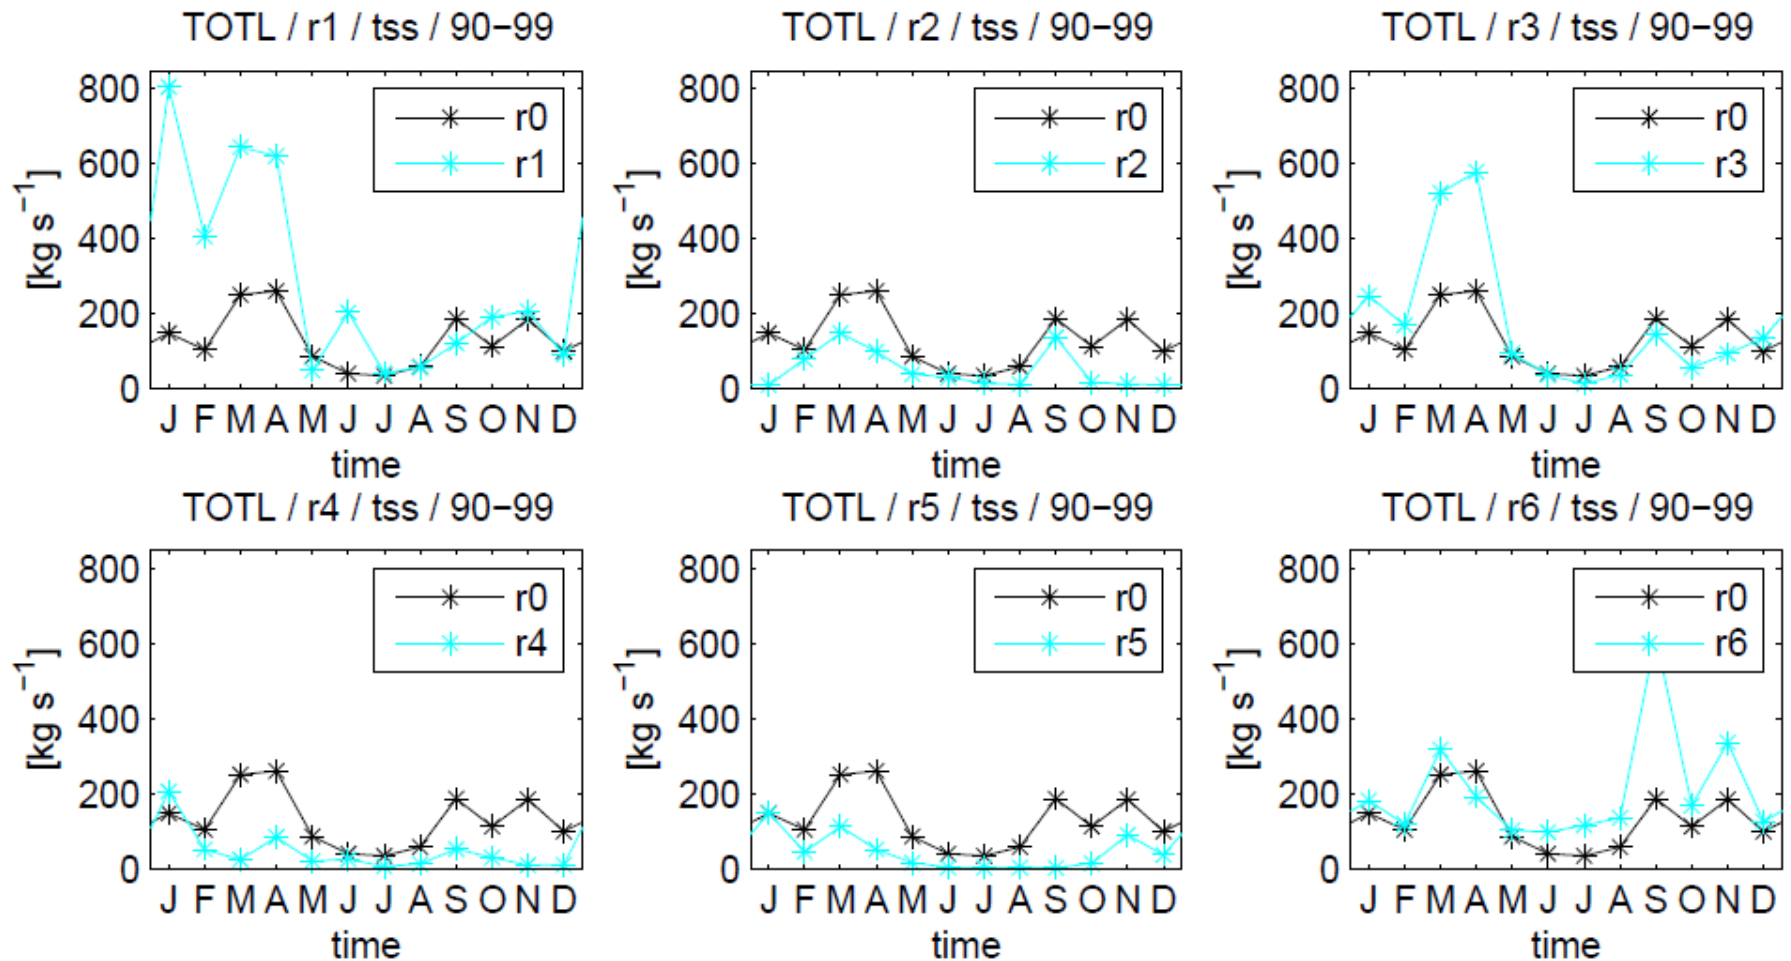 TOTL / r1 / tss / 90−99
800
600
400
200
0
[kg s⁻¹]
r0
r1
J F M A M J J A S O N D
time
TOTL / r2 / tss / 90−99
800
600
400
200
0
[kg s⁻¹]
r0
r2
J F M A M J J A S O N D
time
TOTL / r3 / tss / 90−99
800
600
400
200
0
[kg s⁻¹]
r0
r3
J F M A M J J A S O N D
time
TOTL / r4 / tss / 90−99
800
600
400
200
0
[kg s⁻¹]
r0
r4
J F M A M J J A S O N D
time
TOTL / r5 / tss / 90−99
800
600
400
200
0
[kg s⁻¹]
r0
r5
J F M A M J J A S O N D
time
TOTL / r6 / tss / 90−99
800
600
400
200
0
[kg s⁻¹]
r0
r6
J F M A M J J A S O N D
time